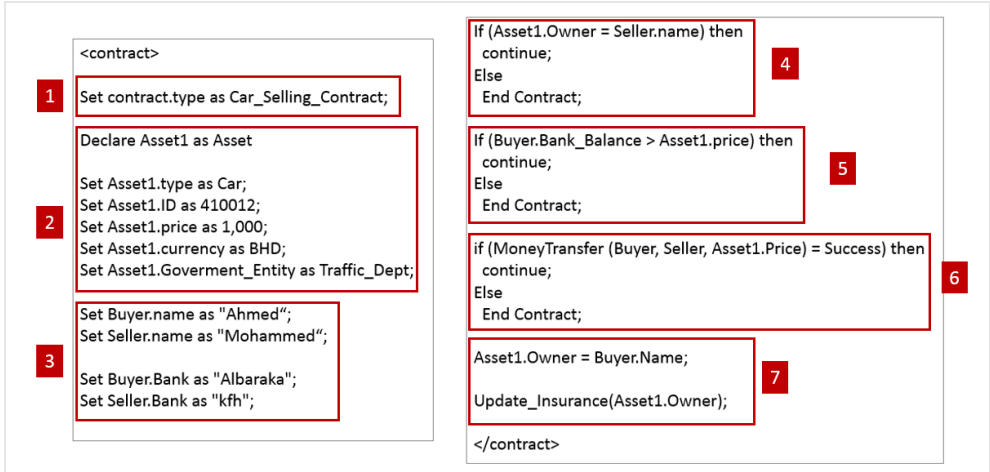 <contract>
1
Set contract.type as Car_Selling_Contract;
Declare Asset1 as Asset
2
Set Asset1.type as Car;
Set Asset1.ID as 410012;
Set Asset1.price as 1,000;
Set Asset1.currency as BHD;
Set Asset1.Goverment_Entity as Traffic_Dept;
3
Set Buyer.name as "Ahmed“;
Set Seller.name as "Mohammed“;
Set Buyer.Bank as "Albaraka";
Set Seller.Bank as "kfh";
If (Asset1.Owner = Seller.name) then
continue;
Else
End Contract;
4
If (Buyer.Bank_Balance > Asset1.price) then
continue;
Else
End Contract;
5
if (MoneyTransfer (Buyer, Seller, Asset1.Price) = Success) then
continue;
Else
End Contract;
6
Asset1.Owner = Buyer.Name;
Update_Insurance(Asset1.Owner);
7
</contract>